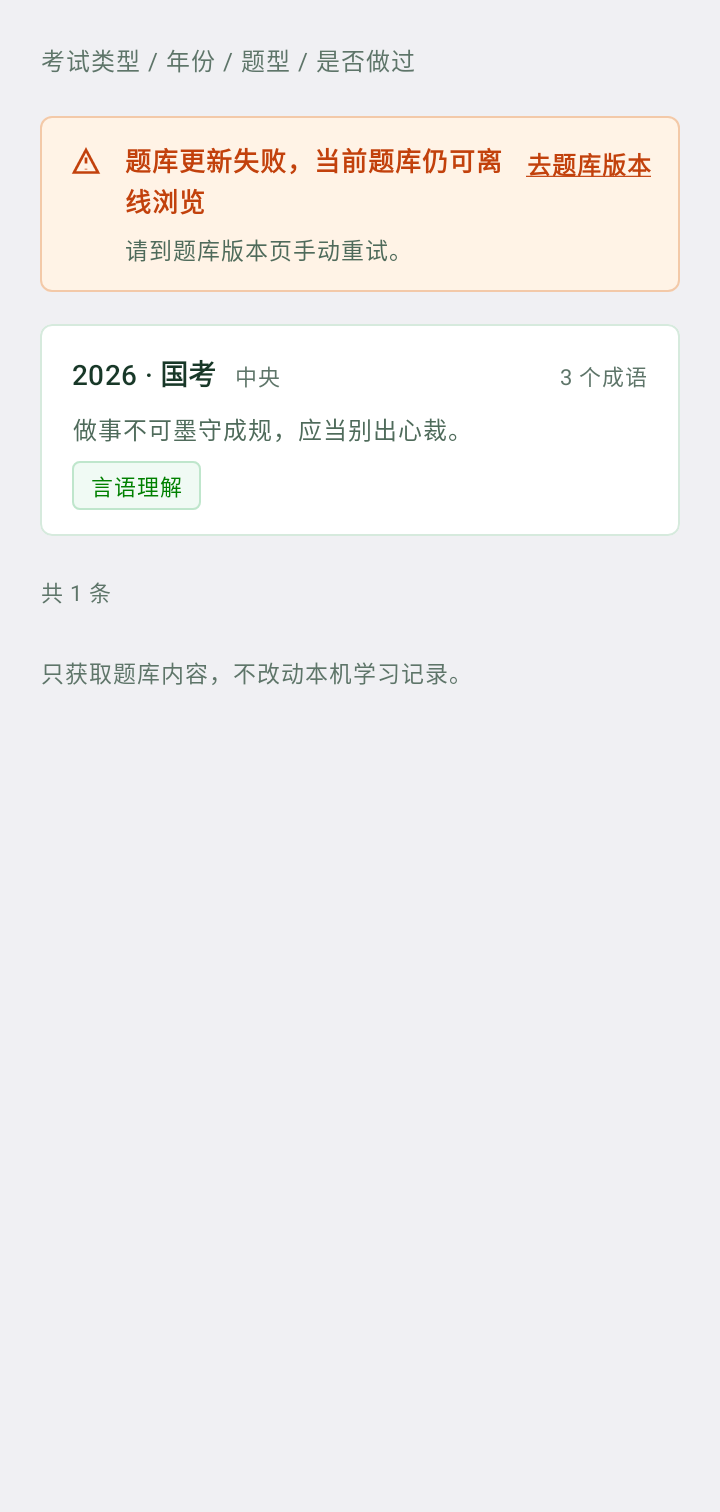 考试类型 / 年份 / 题型 / 是否做过
题库更新失败，当前题库仍可离线浏览
去题库版本
请到题库版本页手动重试。
2026 · 国考 中央 3 个成语
做事不可墨守成规，应当别出心裁。
言语理解
共 1 条
只获取题库内容，不改动本机学习记录。